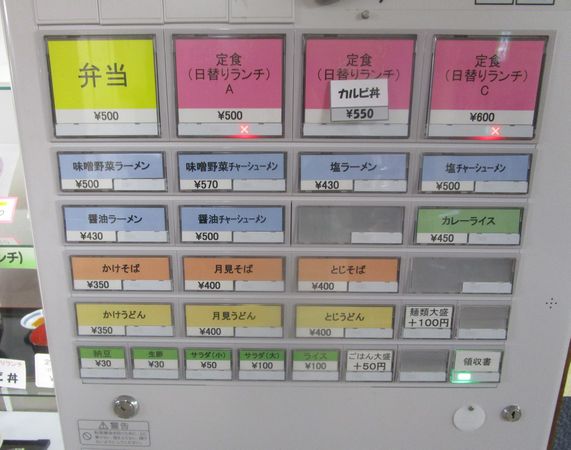 弁当
¥500
定食
(日替りランチ)
A
¥500
定食
(日替りランチ)
カルビ丼
¥550
定食
(日替りランチ)
C
¥600
味噌野菜ラーメン
¥500
味噌野菜チャーシューメン
¥570
塩ラーメン
¥430
塩チャーシューメン
¥500
醤油ラーメン
¥430
醤油チャーシューメン
¥500
カレーライス
¥450
かけそば
¥350
月見そば
¥400
とじそば
¥400
かけうどん
¥350
月見うどん
¥400
とじうどん
¥400
麺類大盛
+100円
納豆
¥30
生卵
¥30
サラダ(小)
¥50
サラダ(大)
¥100
ライス
¥100
ごはん大盛
+50円
領収書
警告